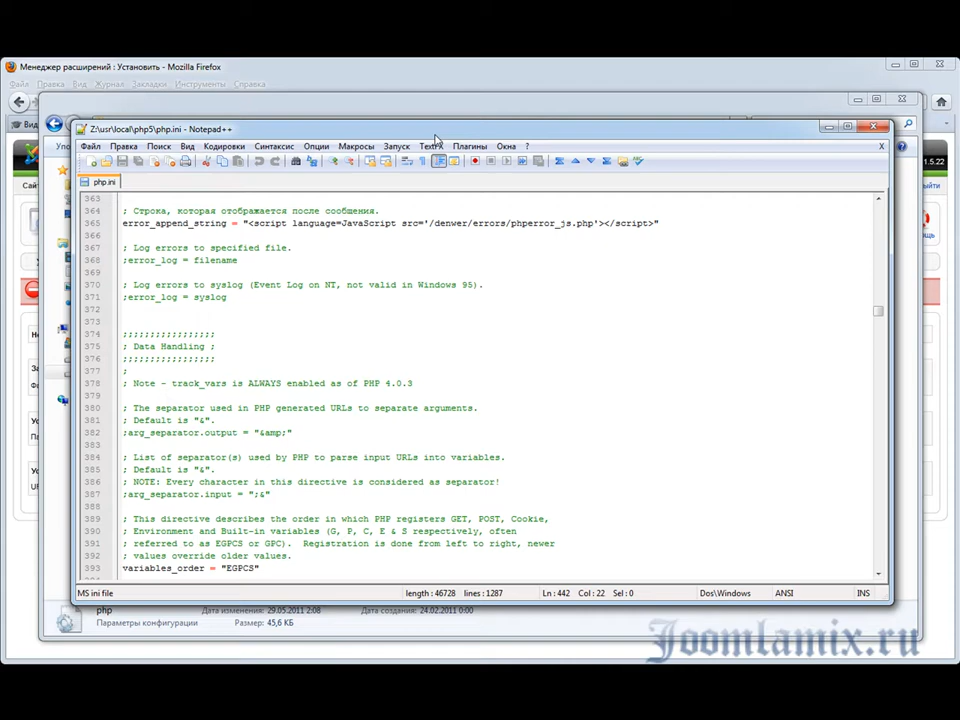 Менеджер расширений : Установить - Mozilla Firefox
Файл Правка Вид Журнал Закладки Инструменты Справка
Z:\usr\local\php5\php.ini - Notepad++
Файл Правка Поиск Вид Кодировки Синтаксис Опции Макросы Запуск TextFX Плагины Окна ? X
php.ini
1.5.22
363
364 ; Строка, которая отображается после сообщения.
365 error_append_string = "<script language=JavaScript src='/denwer/errors/phperror_js.php'></script>"
366
367 ; Log errors to specified file.
368 ;error_log = filename
369
370 ; Log errors to syslog (Event Log on NT, not valid in Windows 95).
371 ;error_log = syslog
372
373
374 ;;;;;;;;;;;;;;;;;
375 ; Data Handling ;
376 ;;;;;;;;;;;;;;;;;
377 ;
378 ; Note - track_vars is ALWAYS enabled as of PHP 4.0.3
379
380 ; The separator used in PHP generated URLs to separate arguments.
381 ; Default is "&".
382 ;arg_separator.output = "&amp;"
383
384 ; List of separator(s) used by PHP to parse input URLs into variables.
385 ; Default is "&".
386 ; NOTE: Every character in this directive is considered as separator!
387 ;arg_separator.input = ";&"
388
389 ; This directive describes the order in which PHP registers GET, POST, Cookie,
390 ; Environment and Built-in variables (G, P, C, E & S respectively, often
391 ; referred to as EGPCS or GPC).  Registration is done from left to right, newer
392 ; values override older values.
393 variables_order = "EGPCS"
MS ini file length : 46728 lines : 1287 Ln : 442 Col : 22 Sel : 0 Dos\Windows ANSI INS
php Дата изменения: 29.05.2011 2:08 Дата создания: 24.02.2011 0:00
Параметры конфигурации Размер: 45,6 КБ
Joomlamix.ru